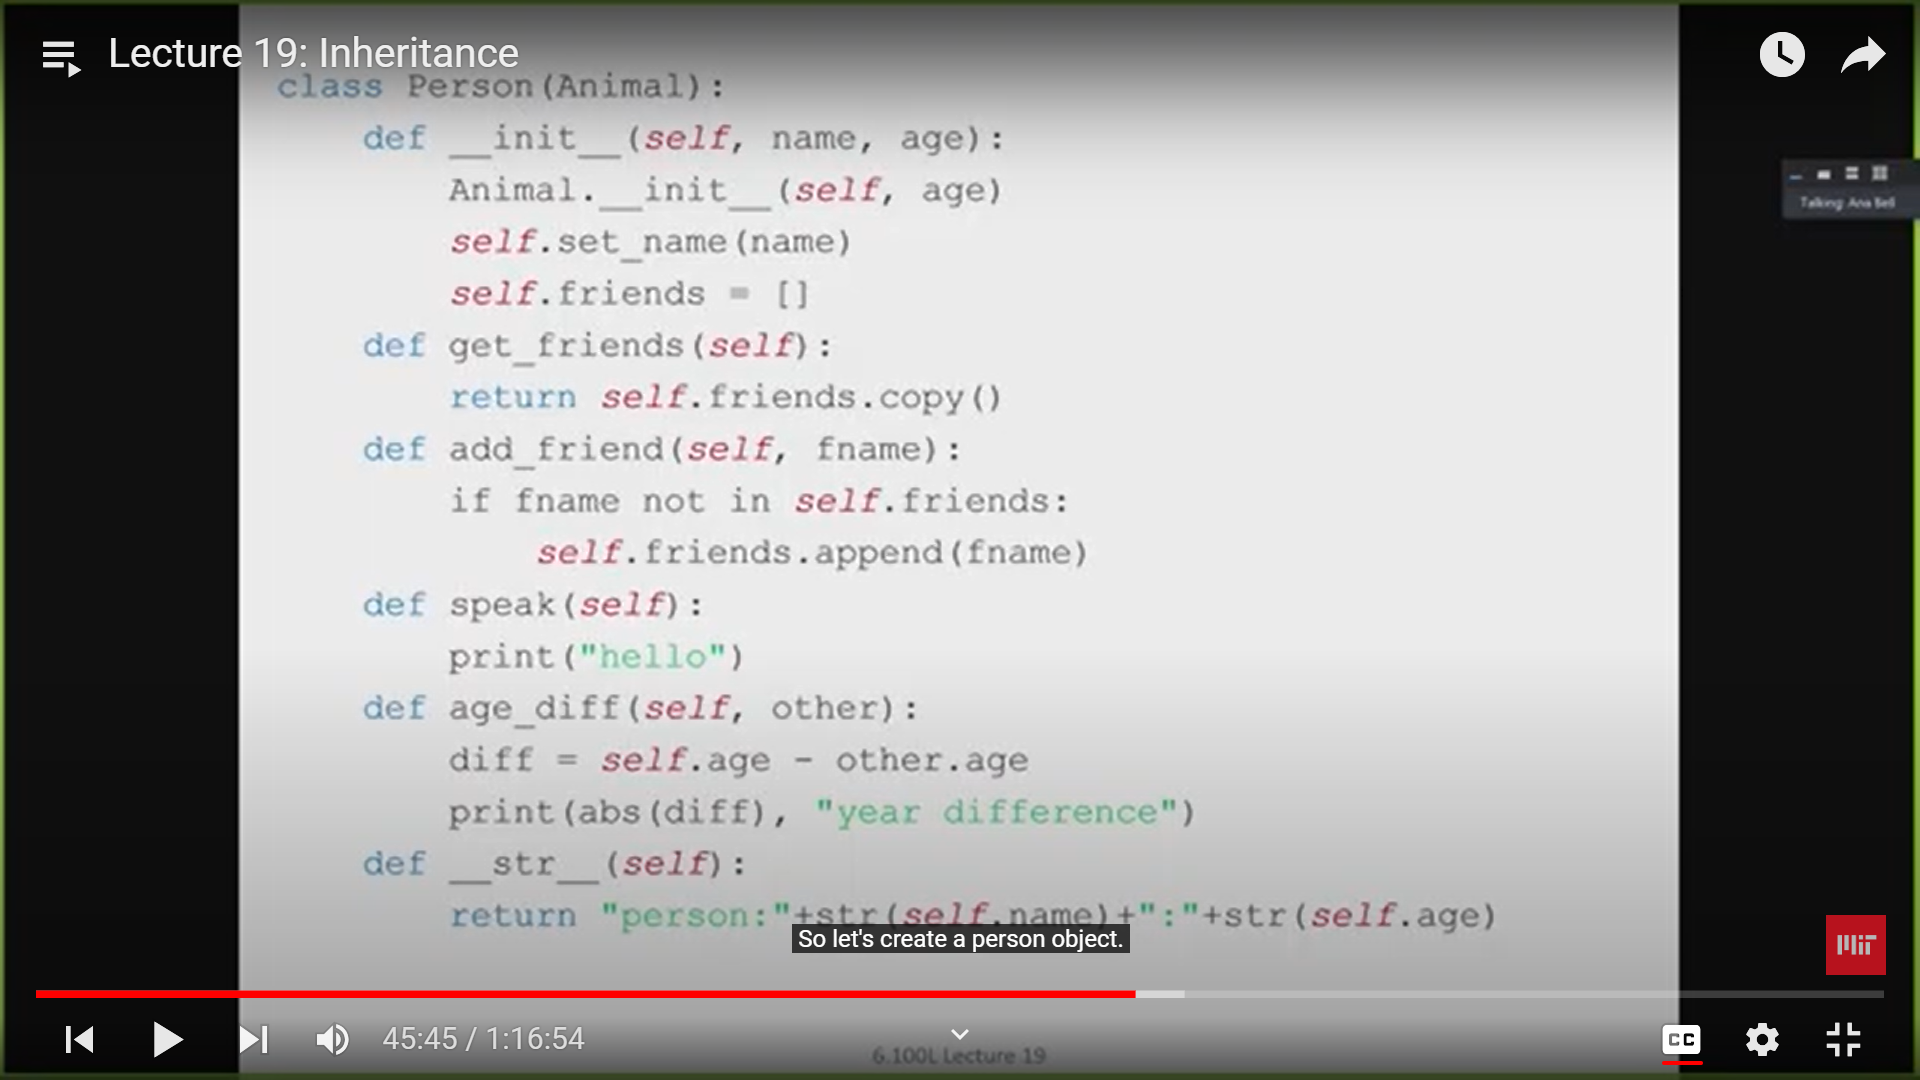 Lecture 19: Inheritance
class Person(Animal):
    def __init__(self, name, age):
        Animal.__init__(self, age)
        self.set_name(name)
        self.friends = []
    def get_friends(self):
        return self.friends.copy()
    def add_friend(self, fname):
        if fname not in self.friends:
            self.friends.append(fname)
    def speak(self):
        print("hello")
    def age_diff(self, other):
        diff = self.age - other.age
        print(abs(diff), "year difference")
    def __str__(self):
        return "person:"+str(self.name)+":"+str(self.age)
Talking: Ana Bell
So let's create a person object.
MIT
45:45 / 1:16:54
CC
6.100L Lecture 19